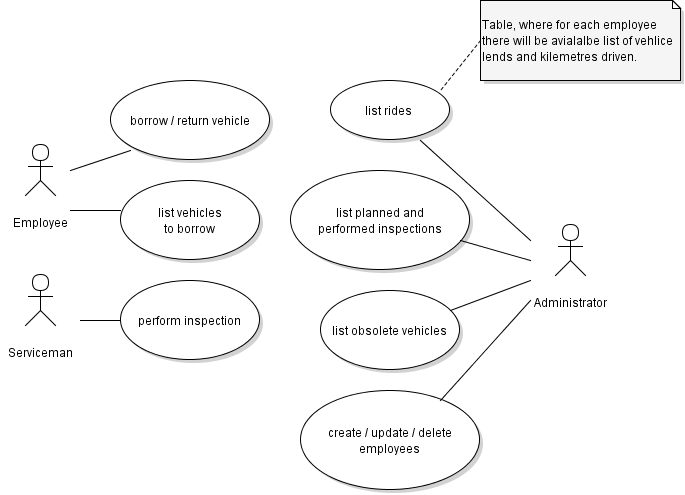 Table, where for each employee
there will be avialalbe list of vehlice
lends and kilemetres driven.
list rides
borrow / return vehicle
Employee
list vehicles
to borrow
list planned and
performed inspections
Administrator
Serviceman
perform inspection
list obsolete vehicles
create / update / delete
employees